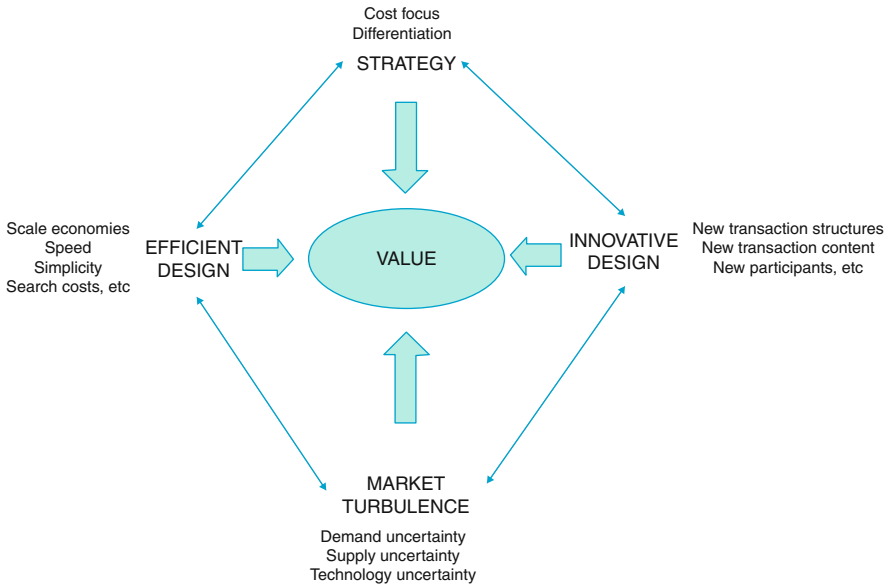 Cost focus
Differentiation
STRATEGY
Scale economies
Speed
Simplicity
Search costs, etc
EFFICIENT
DESIGN
VALUE
INNOVATIVE
DESIGN
New transaction structures
New transaction content
New participants, etc
MARKET
TURBULENCE
Demand uncertainty
Supply uncertainty
Technology uncertainty